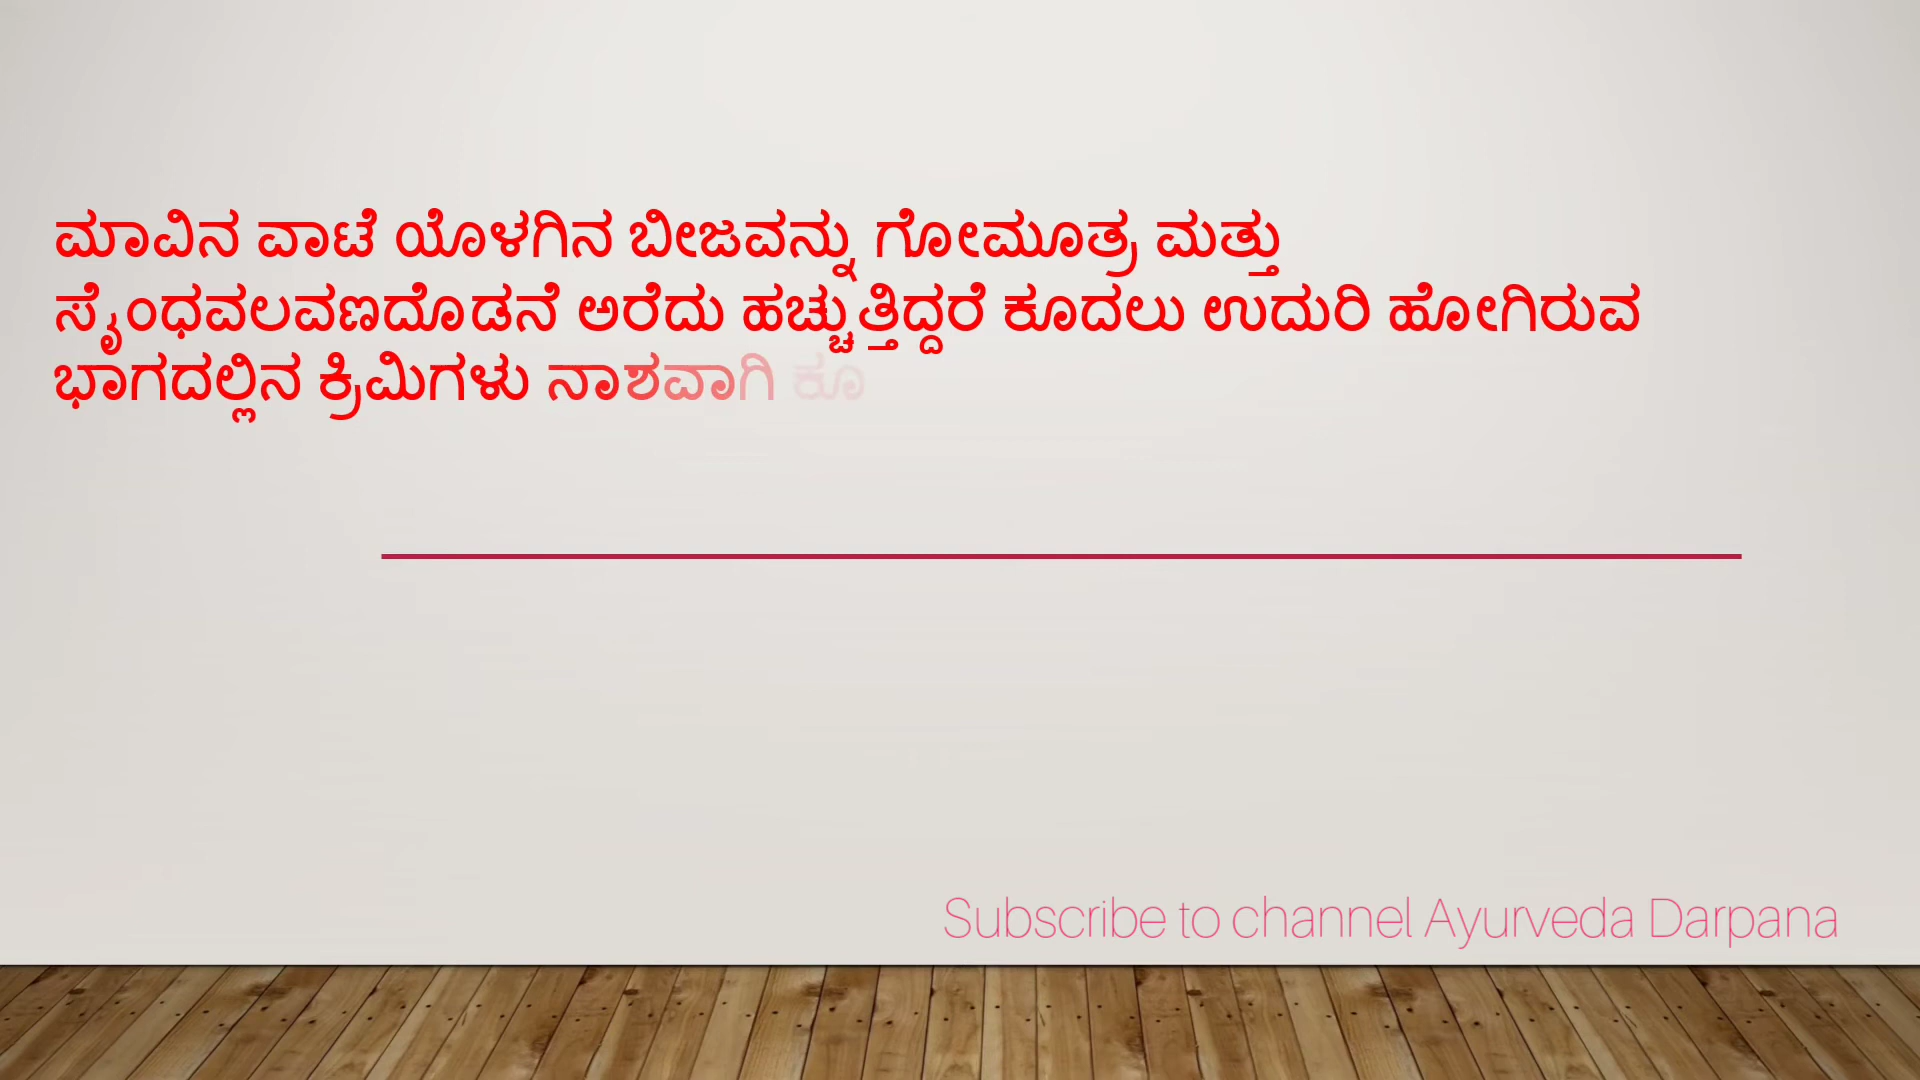 ಮಾವಿನ ವಾಟೆ ಯೊಳಗಿನ ಬೀಜವನ್ನು ಗೋಮೂತ್ರ ಮತ್ತು
ಸೈಂಧವಲವಣದೊಡನೆ ಅರೆದು ಹಚ್ಚುತ್ತಿದ್ದರೆ ಕೂದಲು ಉದುರಿ ಹೋಗಿರುವ
ಭಾಗದಲ್ಲಿನ ಕ್ರಿಮಿಗಳು ನಾಶವಾಗಿ ಕೂ
Subscribe to channel Ayurveda Darpana